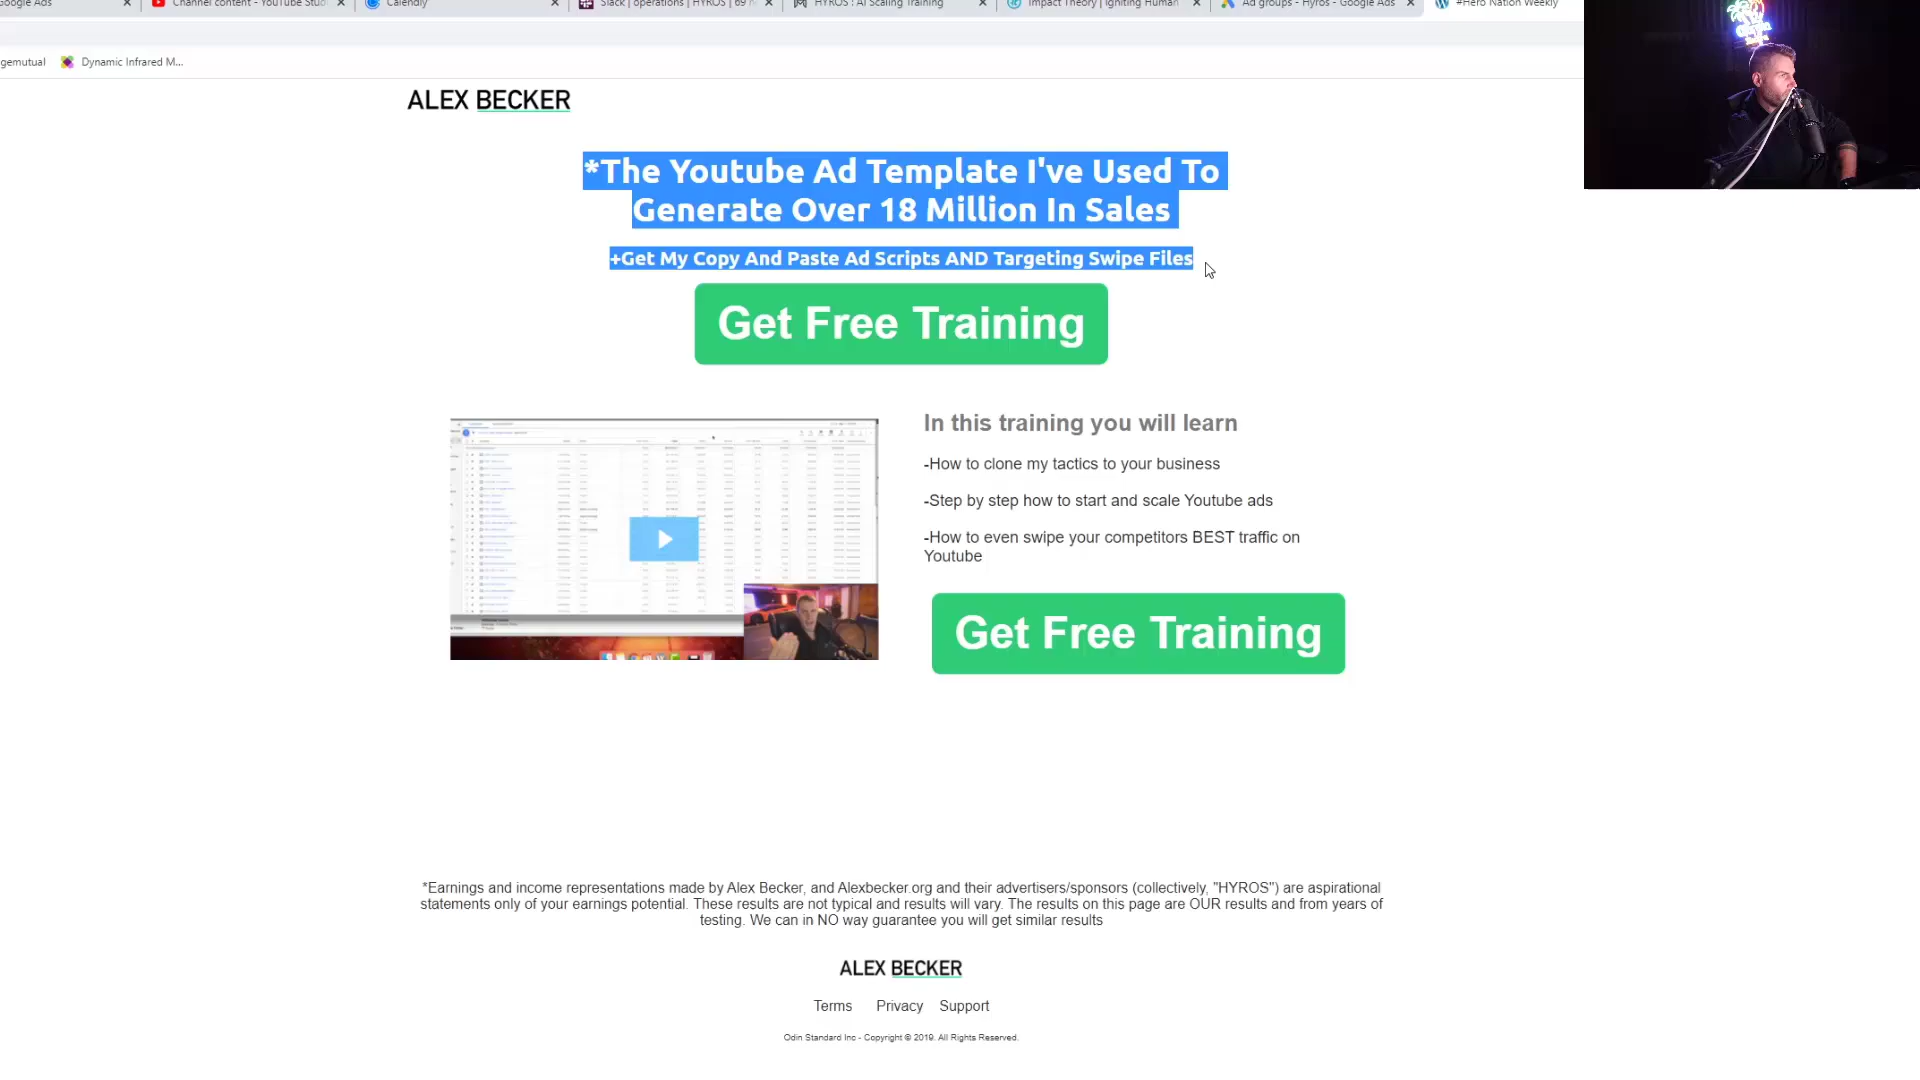 Google Ads
Channel content - YouTube Stud
Calendly
Slack | operations | HYROS | 69 n
HYROS : AI Scaling Training
Impact Theory | Igniting Human
Ad groups - Hyros - Google Ads
#Hero Nation Weekly
gemutual
Dynamic Infrared M...
ALEX BECKER
*The Youtube Ad Template I've Used To
Generate Over 18 Million In Sales
+Get My Copy And Paste Ad Scripts AND Targeting Swipe Files
Get Free Training
In this training you will learn
-How to clone my tactics to your business
-Step by step how to start and scale Youtube ads
-How to even swipe your competitors BEST traffic on
Youtube
Get Free Training
*Earnings and income representations made by Alex Becker, and Alexbecker.org and their advertisers/sponsors (collectively, "HYROS") are aspirational
statements only of your earnings potential. These results are not typical and results will vary. The results on this page are OUR results and from years of
testing. We can in NO way guarantee you will get similar results
ALEX BECKER
Terms Privacy Support
Odin Standard Inc - Copyright © 2019. All Rights Reserved.